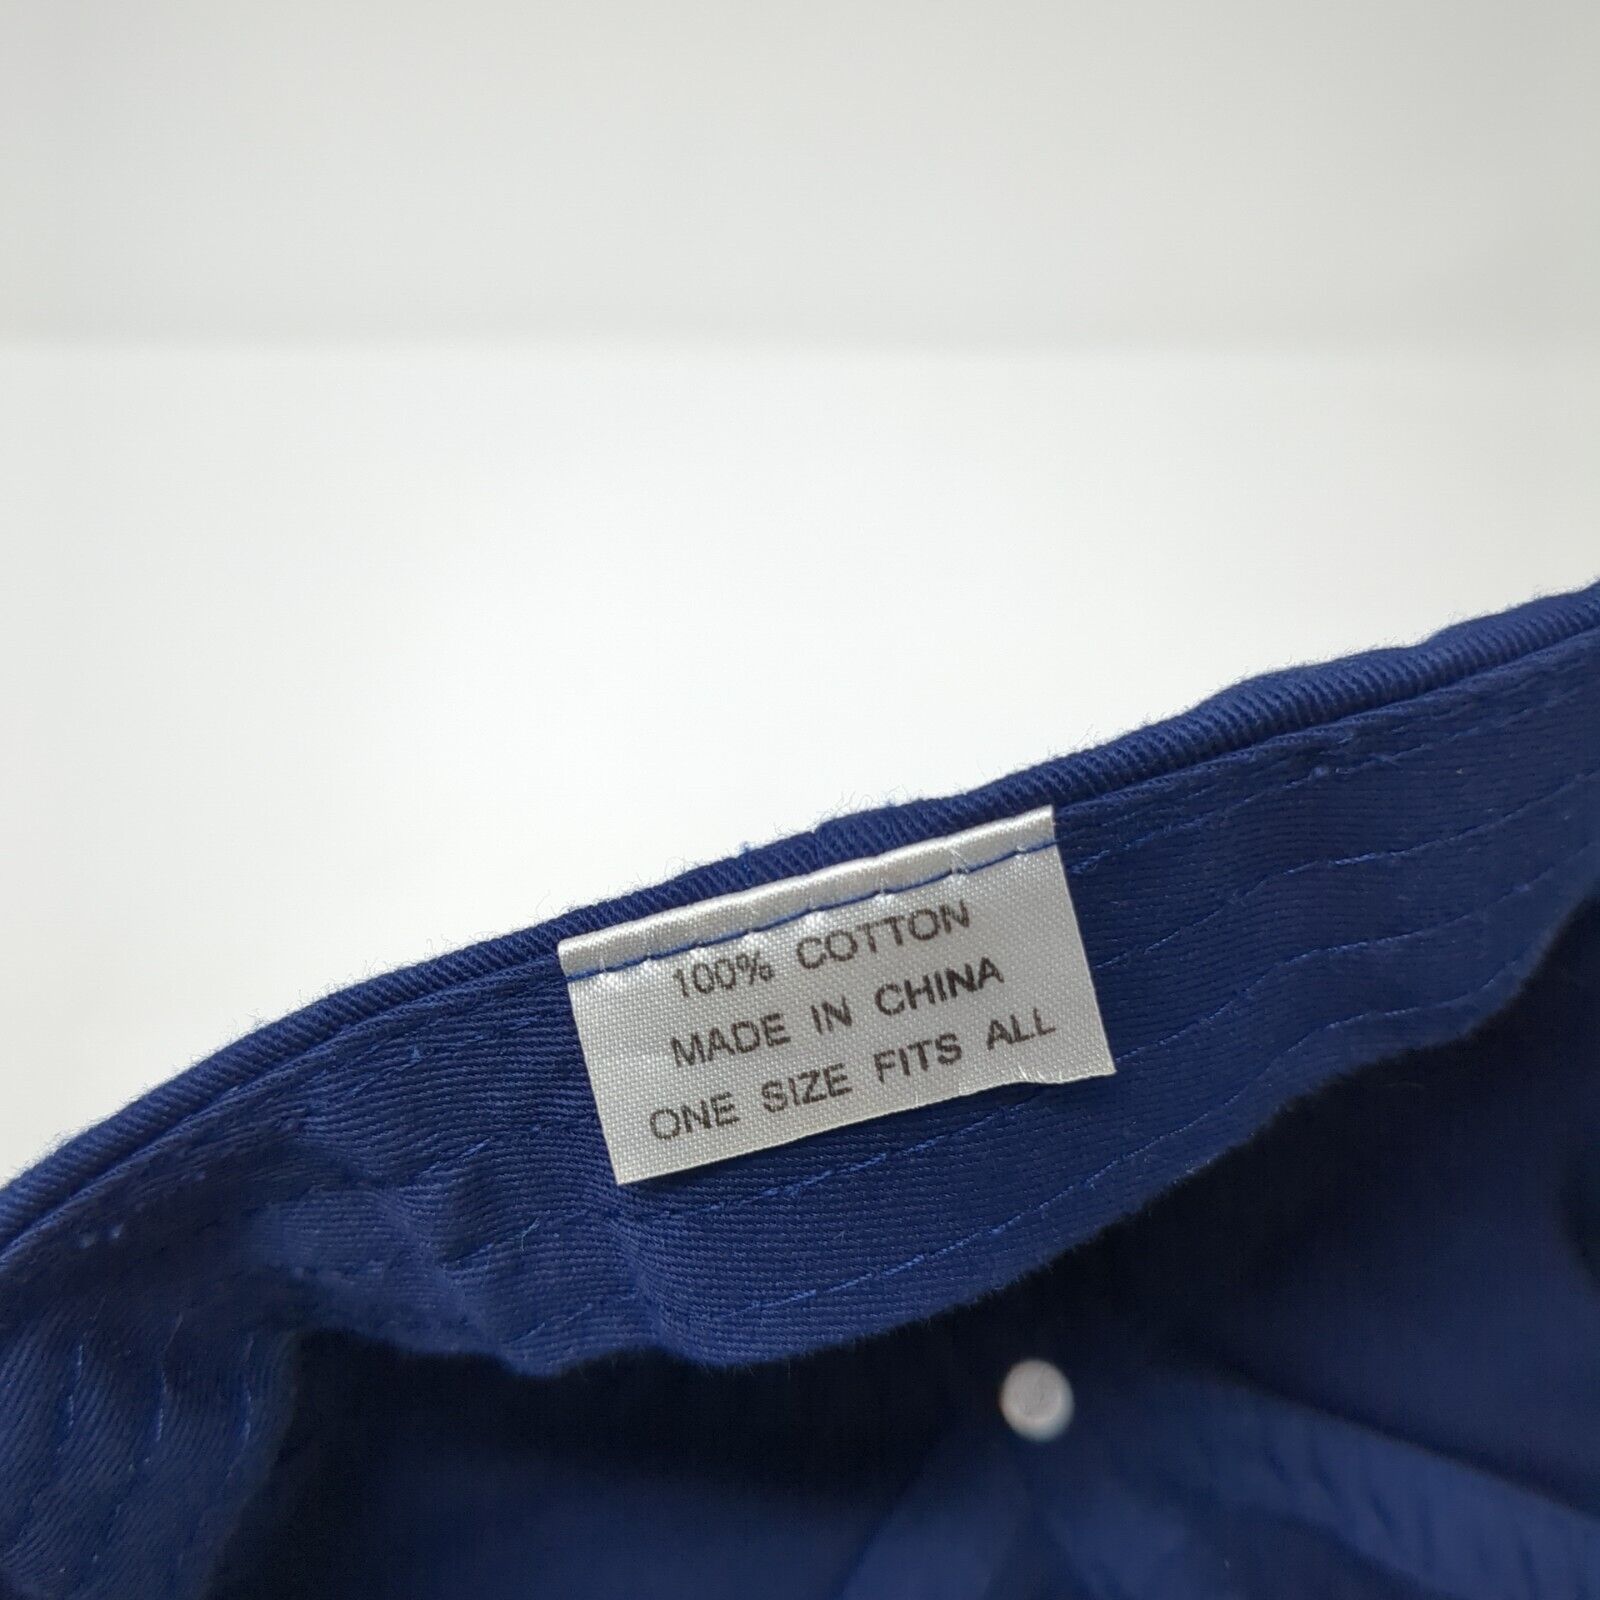 100% COTTON
MADE IN CHINA
ONE SIZE FITS ALL